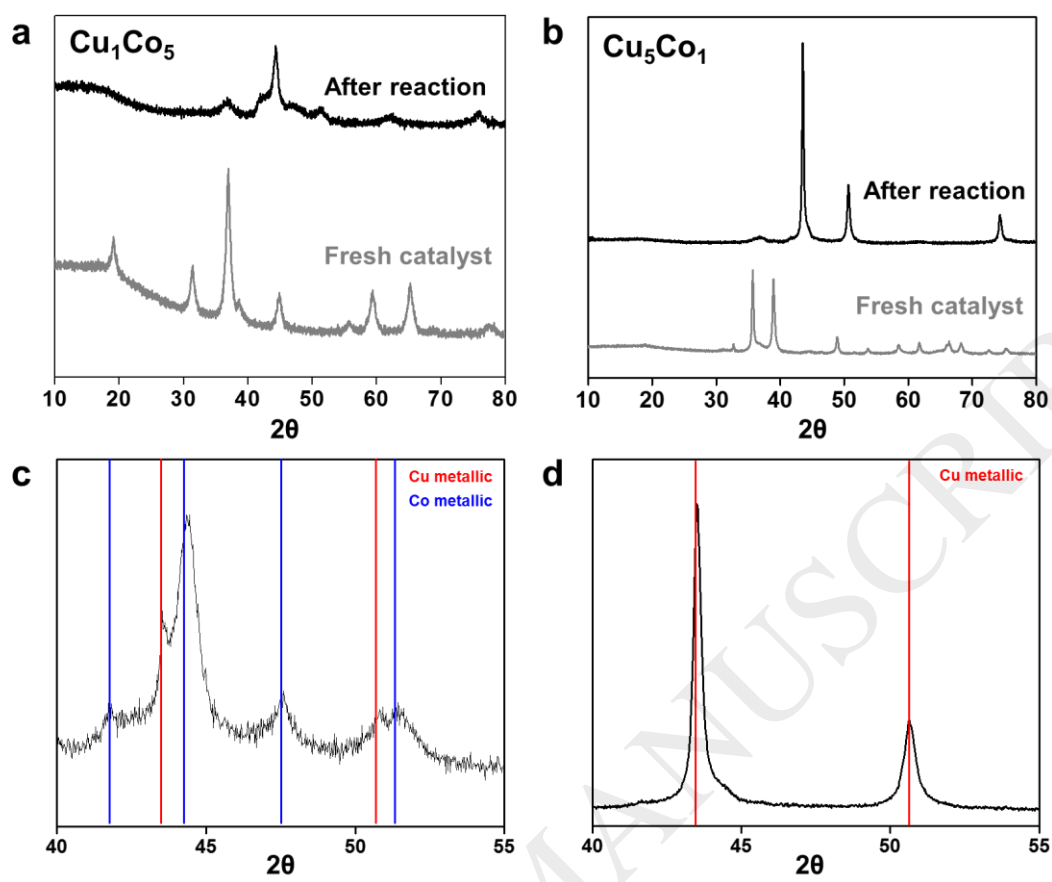 a
Cu₁Co₅
After reaction
Fresh catalyst
10 20 30 40 50 60 70 80
2θ
b
Cu₅Co₁
After reaction
Fresh catalyst
10 20 30 40 50 60 70 80
2θ
c
Cu metallic
Co metallic
40 45 50 55
2θ
d
Cu metallic
40 45 50 55
2θ
MANUSCRIP